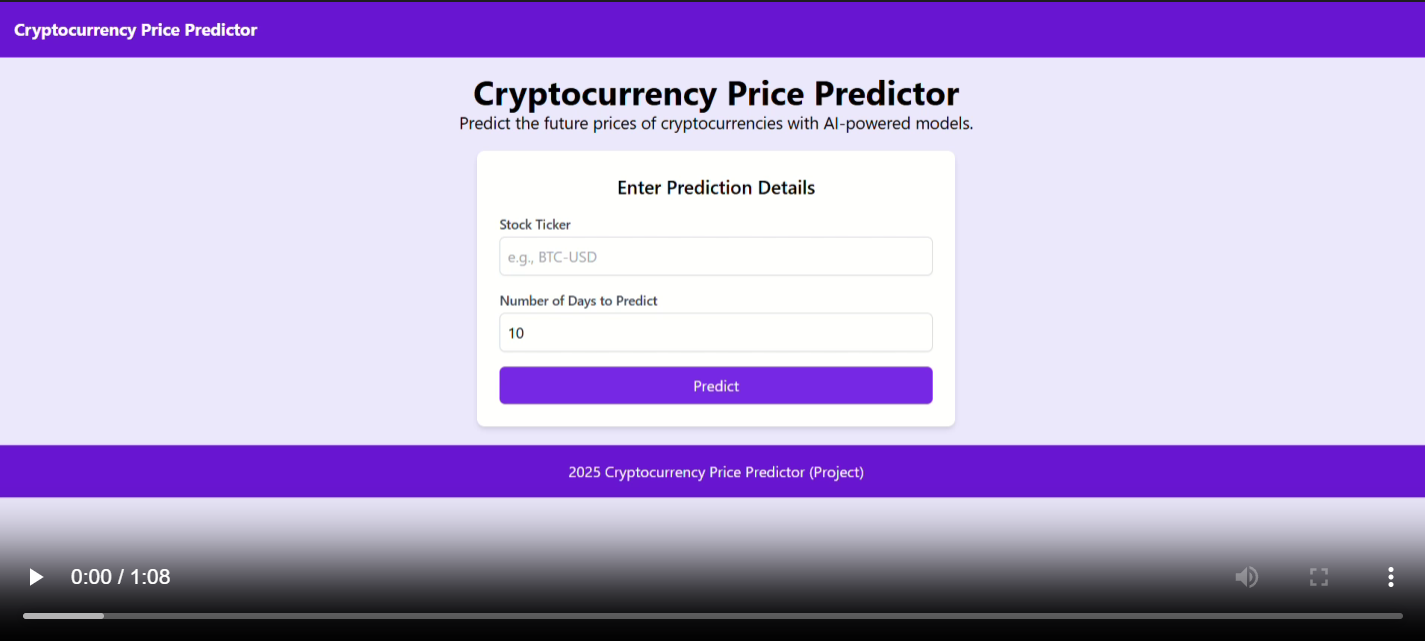 Cryptocurrency Price Predictor
Cryptocurrency Price Predictor
Predict the future prices of cryptocurrencies with AI-powered models.
Enter Prediction Details
Stock Ticker
e.g., BTC-USD
Number of Days to Predict
10
Predict
2025 Cryptocurrency Price Predictor (Project)
0:00 / 1:08